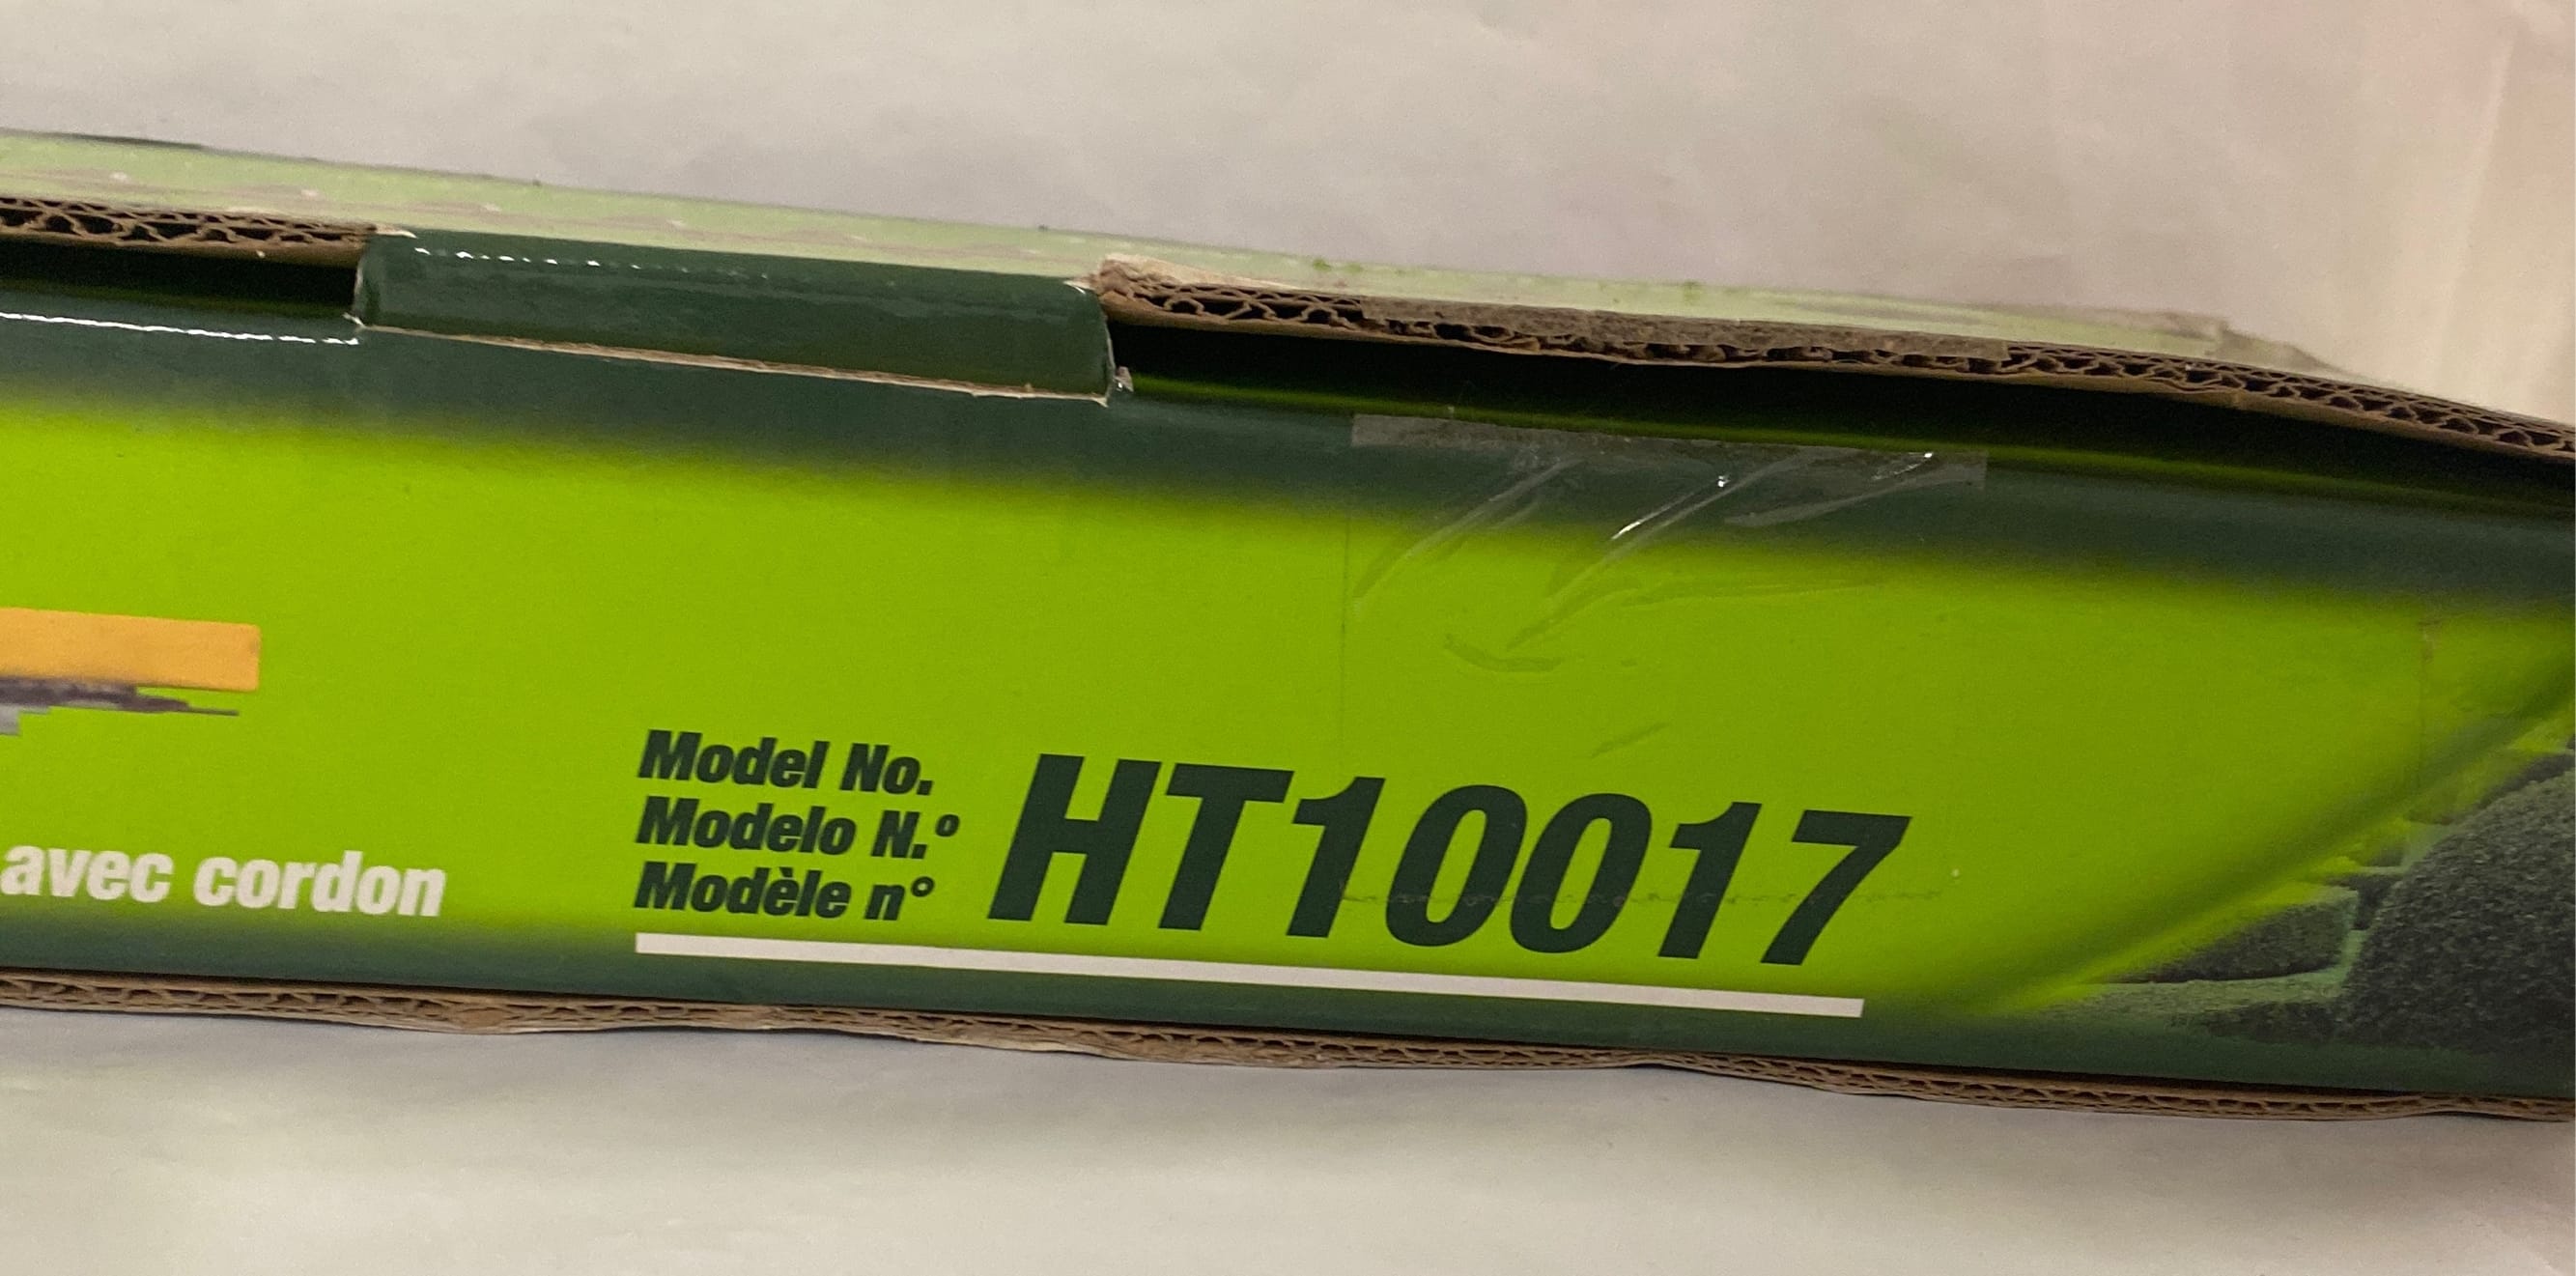 avec cordon
Model No.
Modelo N.º
Modèle n°
HT10017